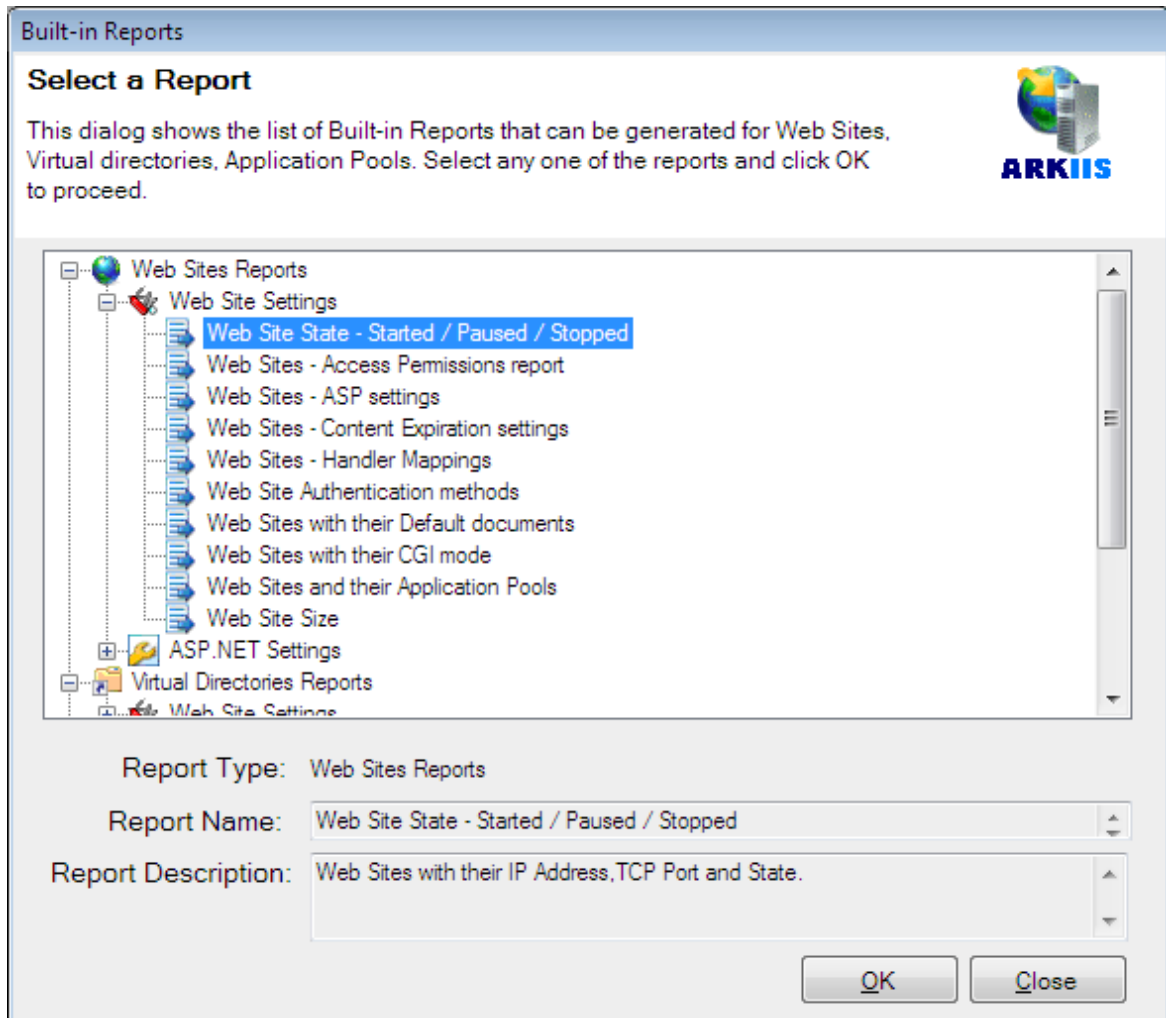 Built-in Reports
Select a Report
This dialog shows the list of Built-in Reports that can be generated for Web Sites,
Virtual directories, Application Pools. Select any one of the reports and click OK
to proceed.
ARKIIS
Web Sites Reports
Web Site Settings
Web Site State - Started / Paused / Stopped
Web Sites - Access Permissions report
Web Sites - ASP settings
Web Sites - Content Expiration settings
Web Sites - Handler Mappings
Web Site Authentication methods
Web Sites with their Default documents
Web Sites with their CGI mode
Web Sites and their Application Pools
Web Site Size
ASP.NET Settings
Virtual Directories Reports
Web Site Settings
Report Type: Web Sites Reports
Report Name: Web Site State - Started / Paused / Stopped
Report Description: Web Sites with their IP Address,TCP Port and State.
OK Close